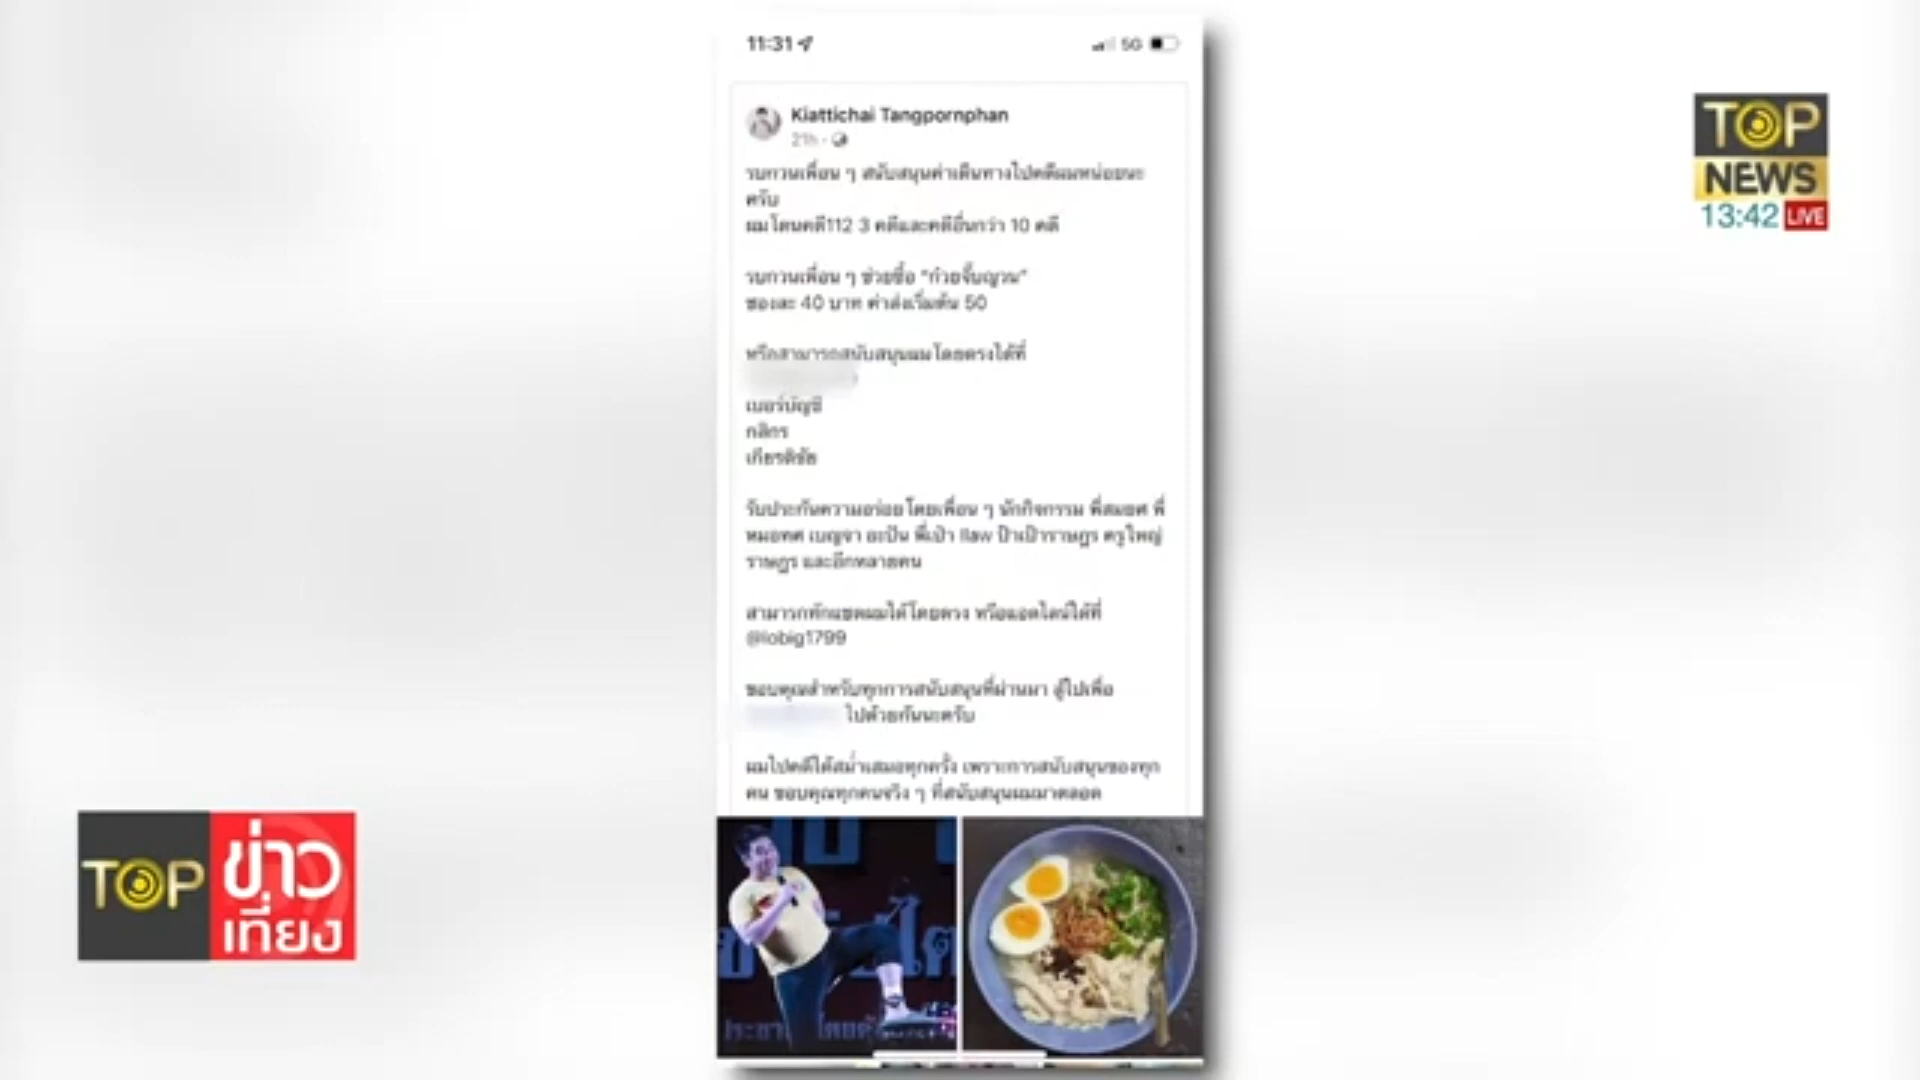 11:31
5G
TOP
NEWS
13:42 LIVE
Kiattichai Tangpornphan
21h
รบกวนเพื่อน ๆ สนับสนุนค่าเดินทางไปคดีผมหน่อยนะ
ครับ
ผมโดนคดี112 3 คดีและคดีอื่นกว่า 10 คดี
รบกวนเพื่อน ๆ ช่วยซื้อ "ก๋วยจั๊บญวน"
ซองละ 40 บาท ค่าส่งเริ่มต้น 50
หรือสามารถสนับสนุนผมโดยตรงได้ที่
เบอร์บัญชี
กสิกร
เกียรติชัย
รับประกันความอร่อยโดยเพื่อน ๆ นักกิจกรรม พี่สมยศ พี่
หมอทศ เบญจา อะปัน พี่เป๋า Ilaw ป้าเป้าราษฎร ครูใหญ่
ราษฎร และอีกหลายคน
สามารถทักแชตผมได้โดยตรง หรือแอดไลน์ได้ที่
@lobig1799
ขอบคุณสำหรับทุกการสนับสนุนที่ผ่านมา สู้ไปเพื่อ
ไปด้วยกันนะครับ
ผมไปคดีได้สม่ำเสมอทุกครั้ง เพราะการสนับสนุนของทุก
คน ขอบคุณทุกคนจริง ๆ ที่สนับสนุนผมมาตลอด
TOP ข่าว
เที่ยง